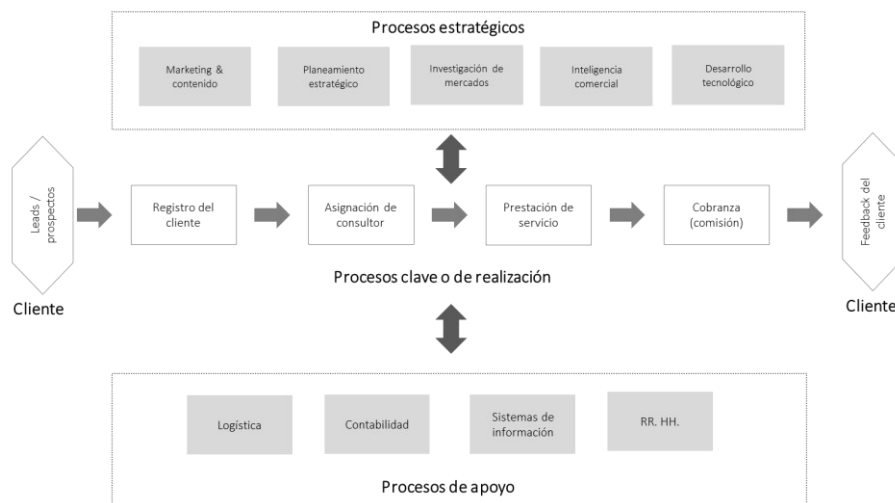 Procesos estratégicos
Marketing &
contenido
Planeamiento
estratégico
Investigación de
mercados
Inteligencia
comercial
Desarrollo
tecnológico
Leads /
prospectos
Cliente
Registro del
cliente
Asignación de
consultor
Prestación de
servicio
Cobranza
(comisión)
Feedback del
cliente
Cliente
Procesos clave o de realización
Logística
Contabilidad
Sistemas de
información
RR. HH.
Procesos de apoyo